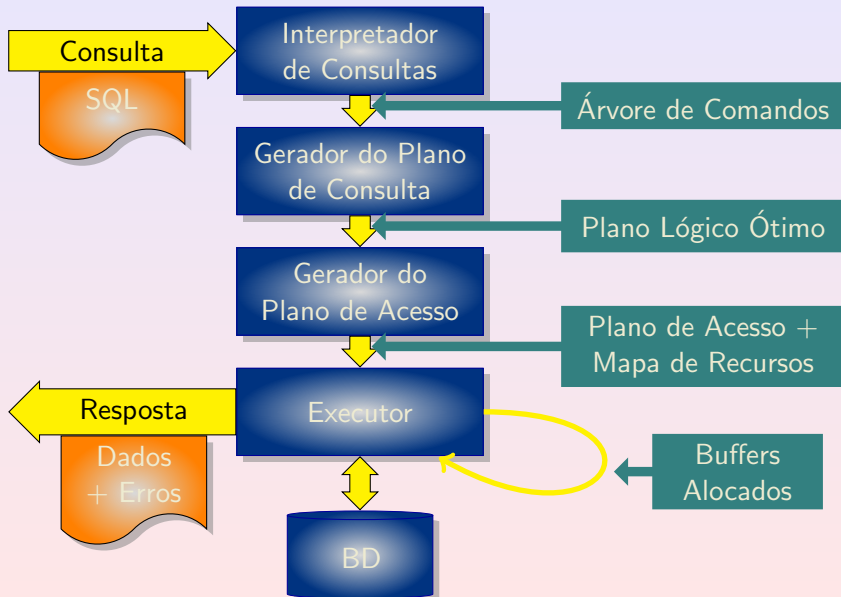 Consulta
SQL
Interpretador
de Consultas
Árvore de Comandos
Gerador do Plano
de Consulta
Plano Lógico Ótimo
Gerador do
Plano de Acesso
Plano de Acesso +
Mapa de Recursos
Resposta
Dados
+ Erros
Executor
Buffers
Alocados
BD